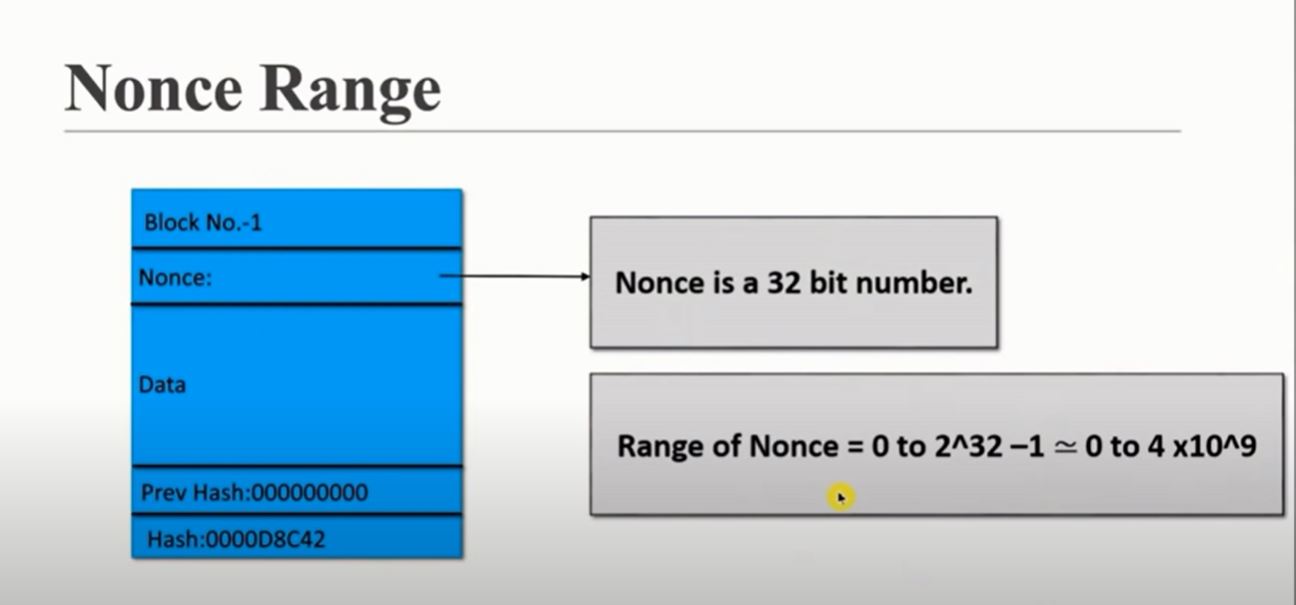 Nonce Range
Block No.-1
Nonce:
Nonce is a 32 bit number.
Data
Range of Nonce = 0 to 2^32 –1 ≃ 0 to 4 x10^9
Prev Hash:000000000
Hash:0000D8C42